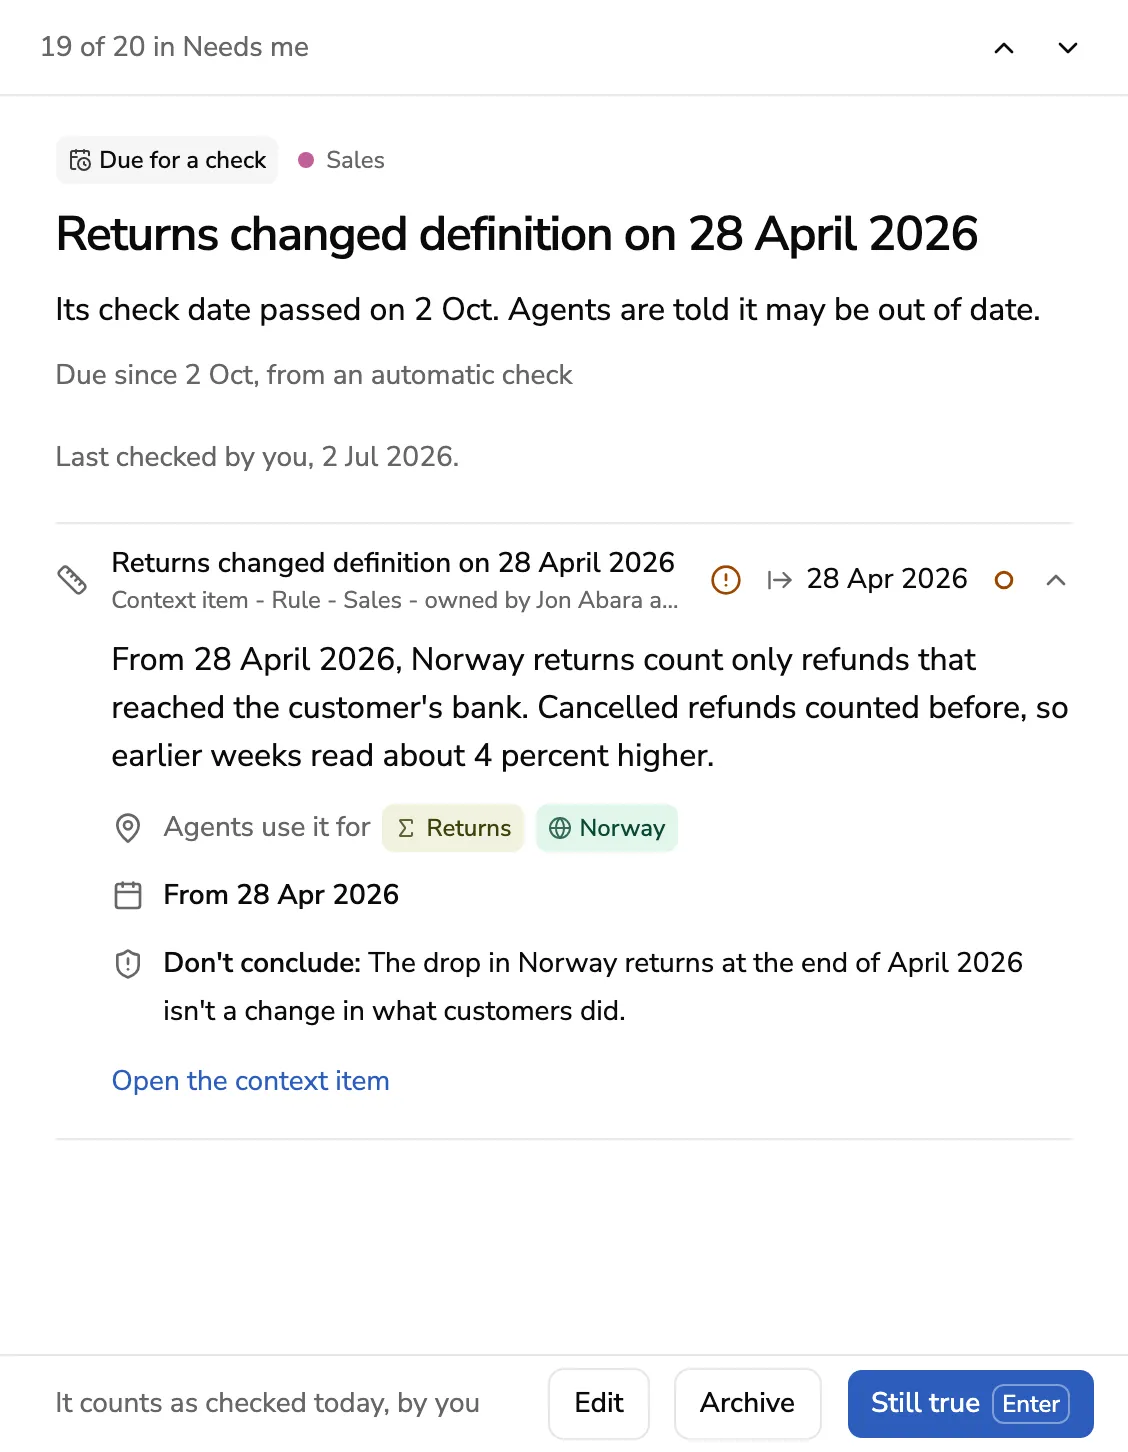 19 of 20 in Needs me
Due for a check
Sales
Returns changed definition on 28 April 2026
Its check date passed on 2 Oct. Agents are told it may be out of date.
Due since 2 Oct, from an automatic check
Last checked by you, 2 Jul 2026.
Returns changed definition on 28 April 2026
Context item - Rule - Sales - owned by Jon Abara a...
28 Apr 2026
From 28 April 2026, Norway returns count only refunds that
reached the customer's bank. Cancelled refunds counted before, so
earlier weeks read about 4 percent higher.
Agents use it for Returns Norway
From 28 Apr 2026
Don't conclude: The drop in Norway returns at the end of April 2026
isn't a change in what customers did.
Open the context item
It counts as checked today, by you
Edit
Archive
Still true Enter